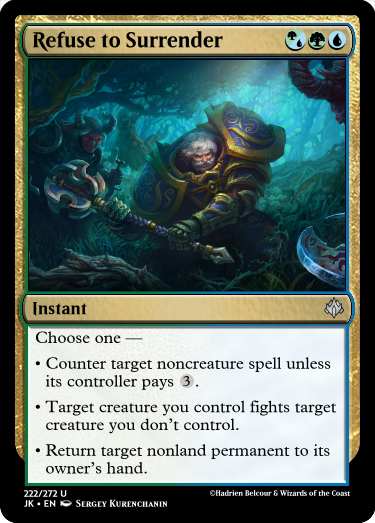 Refuse to Surrender
Instant
Choose one —
• Counter target noncreature spell unless
its controller pays 3.
• Target creature you control fights target
creature you don't control.
• Return target nonland permanent to its
owner's hand.
222/272 U
JK • EN Sergey Kurenchanin
©Hadrien Belcour & Wizards of the Coast